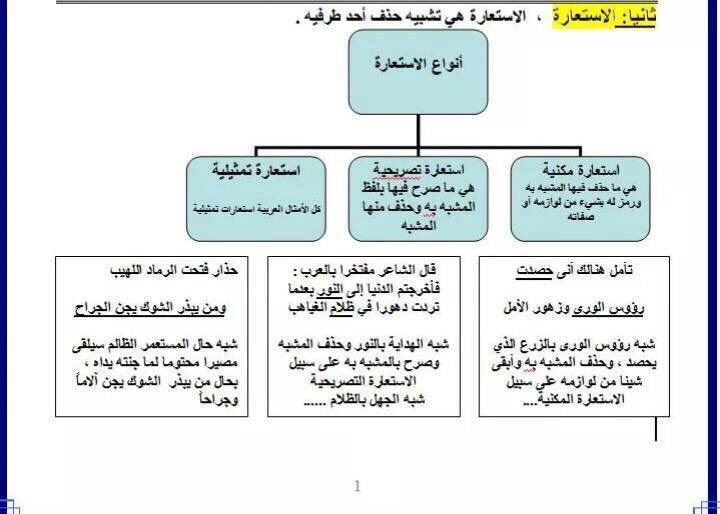 ثانيا: الاستعارة ، الاستعارة هي تشبيه حذف أحد طرفيه .
أنواع الاستعارة
استعارة مكنية
هي ما حذف فيها المشبه به
ورمز له بشيء من لوازمه أو
صفاته
استعارة تصريحية
هي ما صرح فيها بلفظ
المشبه به وحذف منها
المشبه
استعارة تمثيلية
كل الأمثال العربية استعارات تمثيلية
تأمل هنالك أنى حصدت
رؤوس الورى وزهور الأمل
شبه رؤوس الورى بالزرع الذي
يحصد ، وحذف المشبه به وأبقى
شينا من لوازمه على سبيل
الاستعارة المكنية....
قال الشاعر مفتخرا بالعرب :
فأخرجتم الدنيا إلى النور بعدما
تردت دهورا في ظلام الغياهب
شبه الهداية بالنور وحذف المشبه
وصرح بالمشبه به على سبيل
الاستعارة التصريحية
شبه الجهل بالظلام ......
حذار فتحت الرماد اللهيب
ومن يبذر الشوك يجن الجراح
شبه حال المستعمر الظالم سيلقى
مصيرا محتوما لما جنته يداه ،
بحال من يبذر الشوك يجن آلاماً
وجراحاً
1